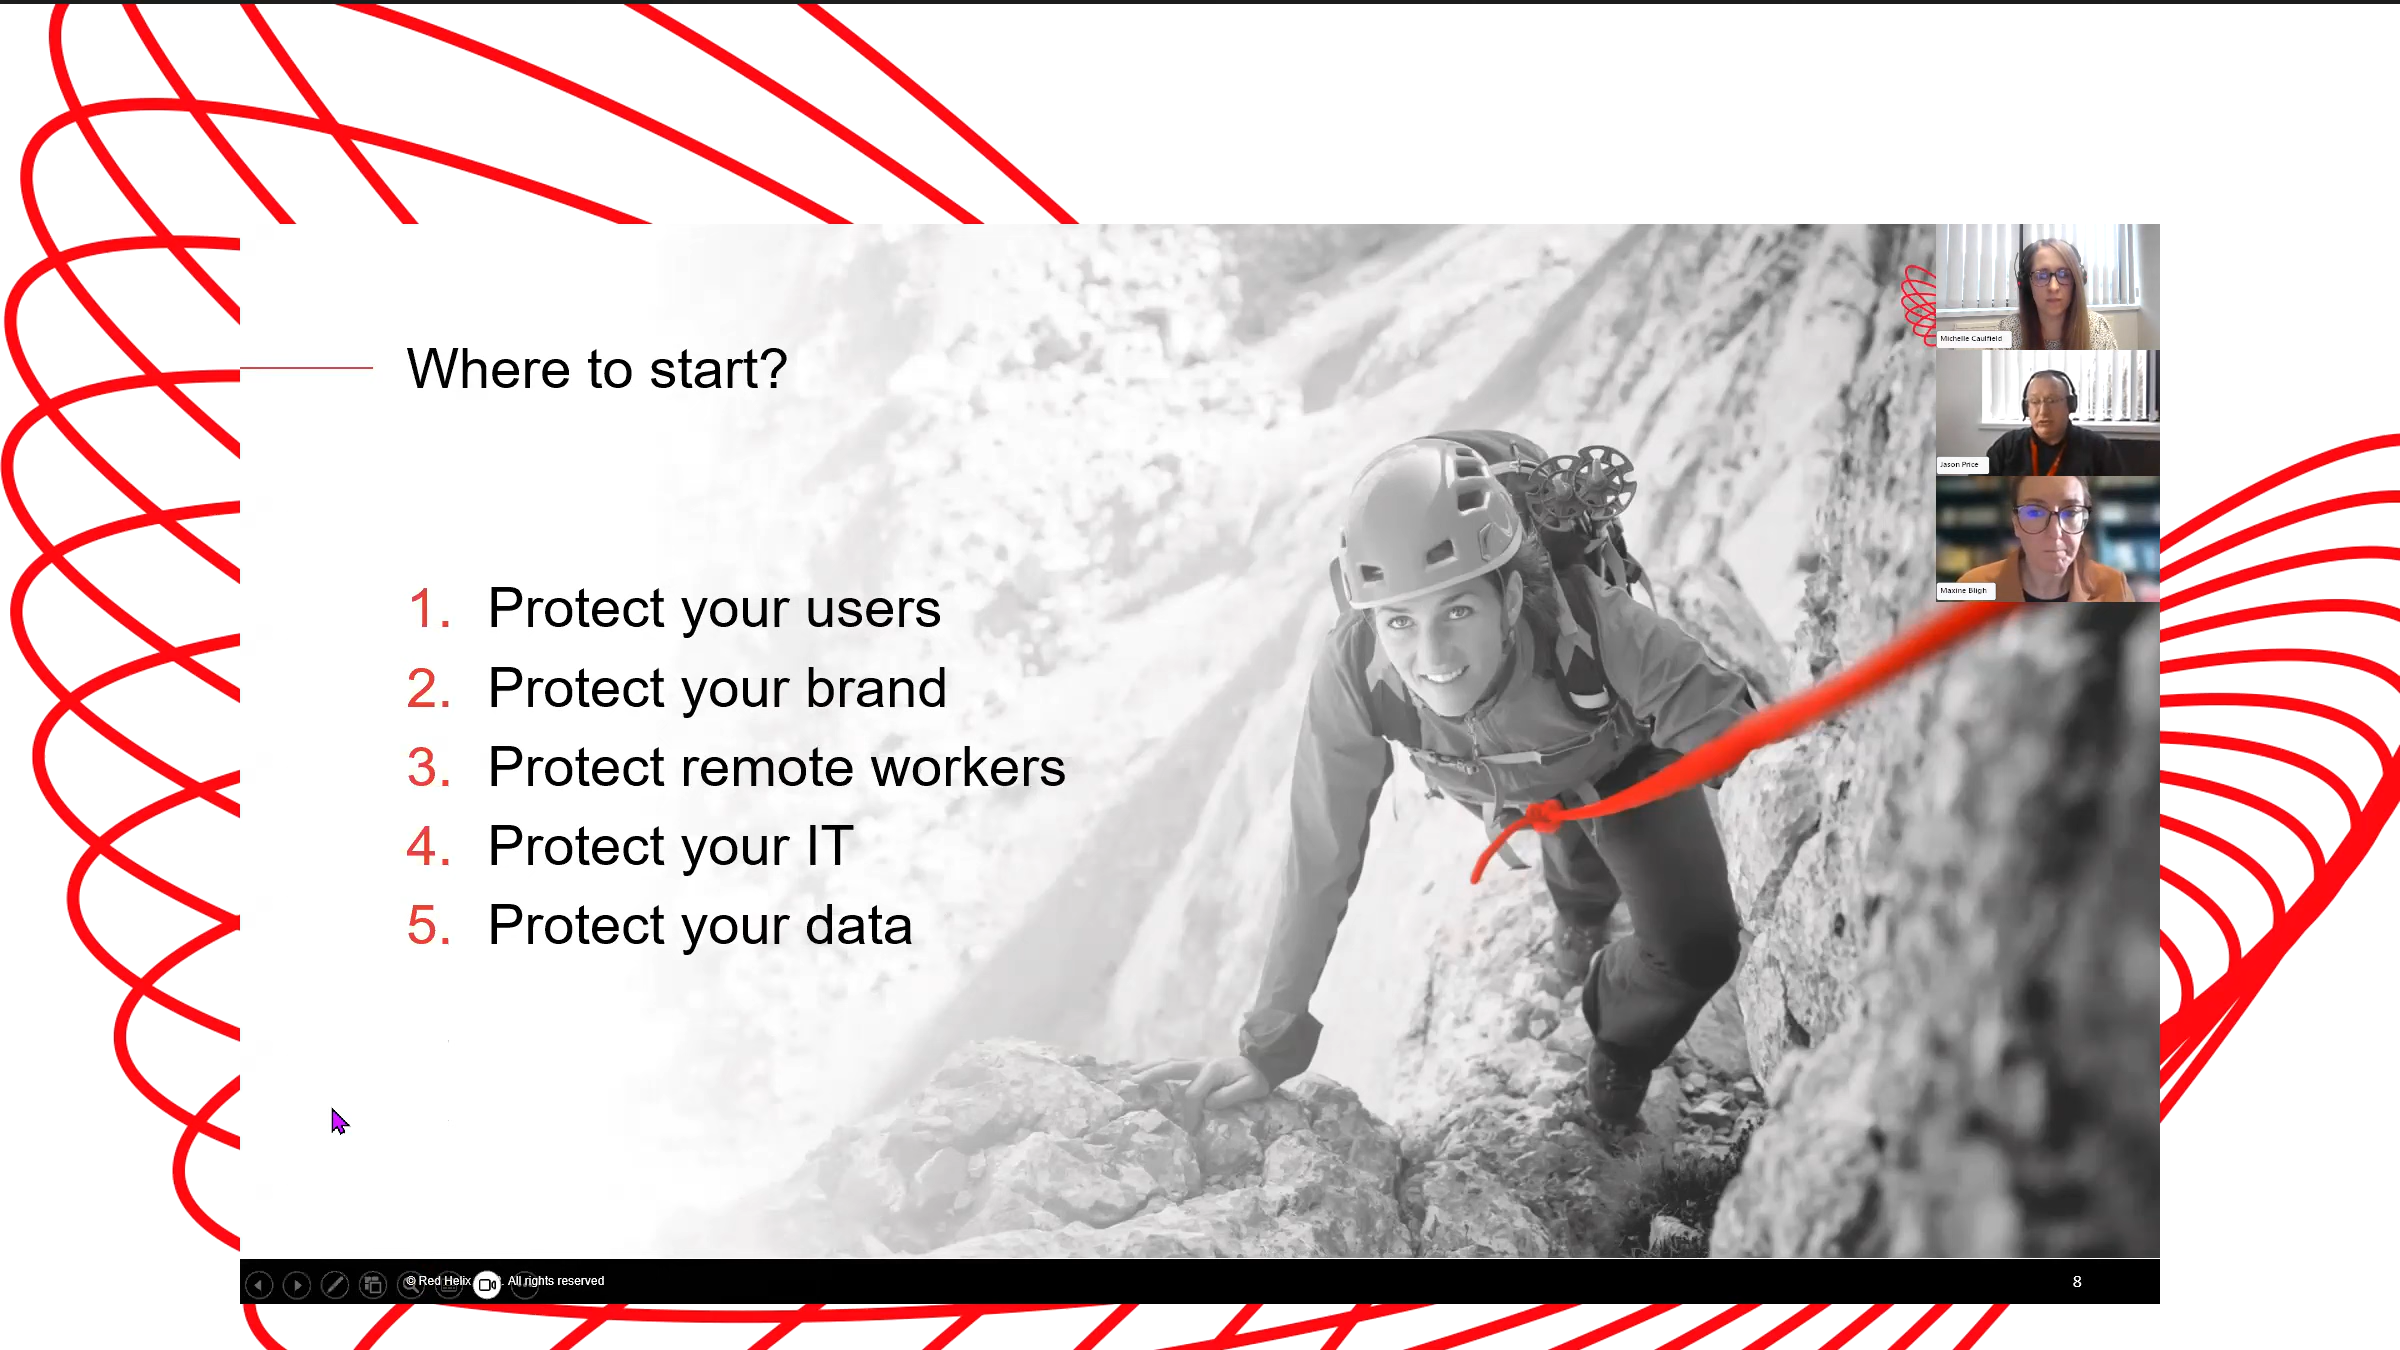 Where to start?
1. Protect your users
2. Protect your brand
3. Protect remote workers
4. Protect your IT
5. Protect your data
Michelle Caulfield
Jason Price
Maxine Bligh
© Red Helix . All rights reserved
8